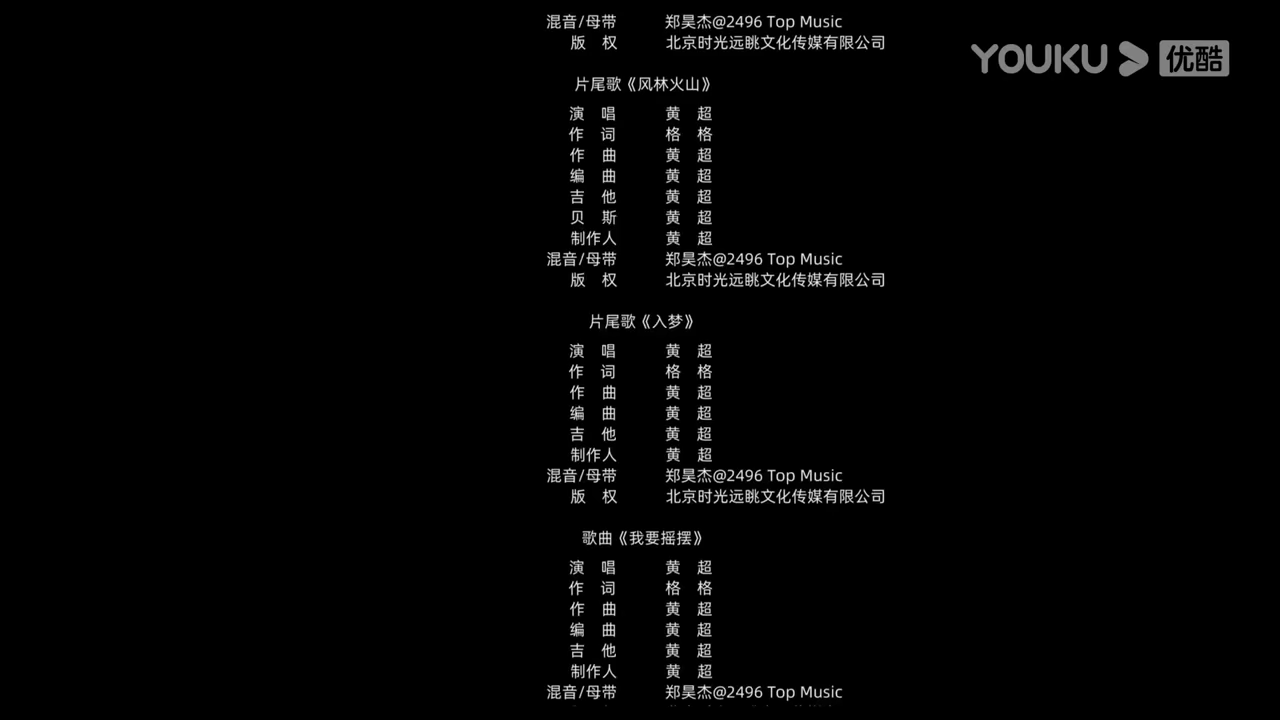 混音/母带 郑昊杰@2496 Top Music
版 权 北京时光远眺文化传媒有限公司
YOUKU 优酷
片尾歌《风林火山》
演 唱 黄 超
作 词 格 格
作 曲 黄 超
编 曲 黄 超
吉 他 黄 超
贝 斯 黄 超
制作人 黄 超
混音/母带 郑昊杰@2496 Top Music
版 权 北京时光远眺文化传媒有限公司
片尾歌《入梦》
演 唱 黄 超
作 词 格 格
作 曲 黄 超
编 曲 黄 超
吉 他 黄 超
制作人 黄 超
混音/母带 郑昊杰@2496 Top Music
版 权 北京时光远眺文化传媒有限公司
歌曲《我要摇摆》
演 唱 黄 超
作 词 格 格
作 曲 黄 超
编 曲 黄 超
吉 他 黄 超
制作人 黄 超
混音/母带 郑昊杰@2496 Top Music